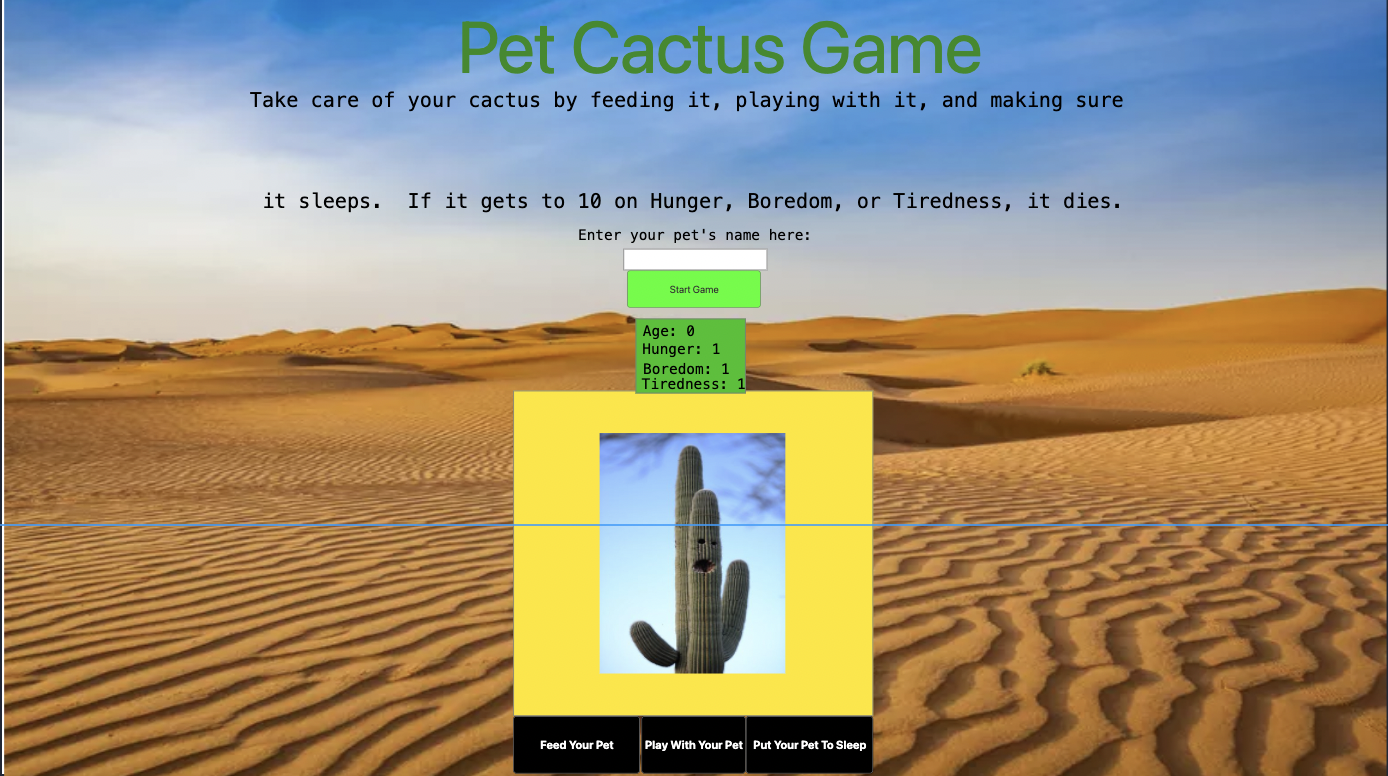 Pet Cactus Game
Take care of your cactus by feeding it, playing with it, and making sure
it sleeps.  If it gets to 10 on Hunger, Boredom, or Tiredness, it dies.
Enter your pet's name here:
Start Game
Age: 0
Hunger: 1
Boredom: 1
Tiredness: 1
Feed Your Pet
Play With Your Pet
Put Your Pet To Sleep